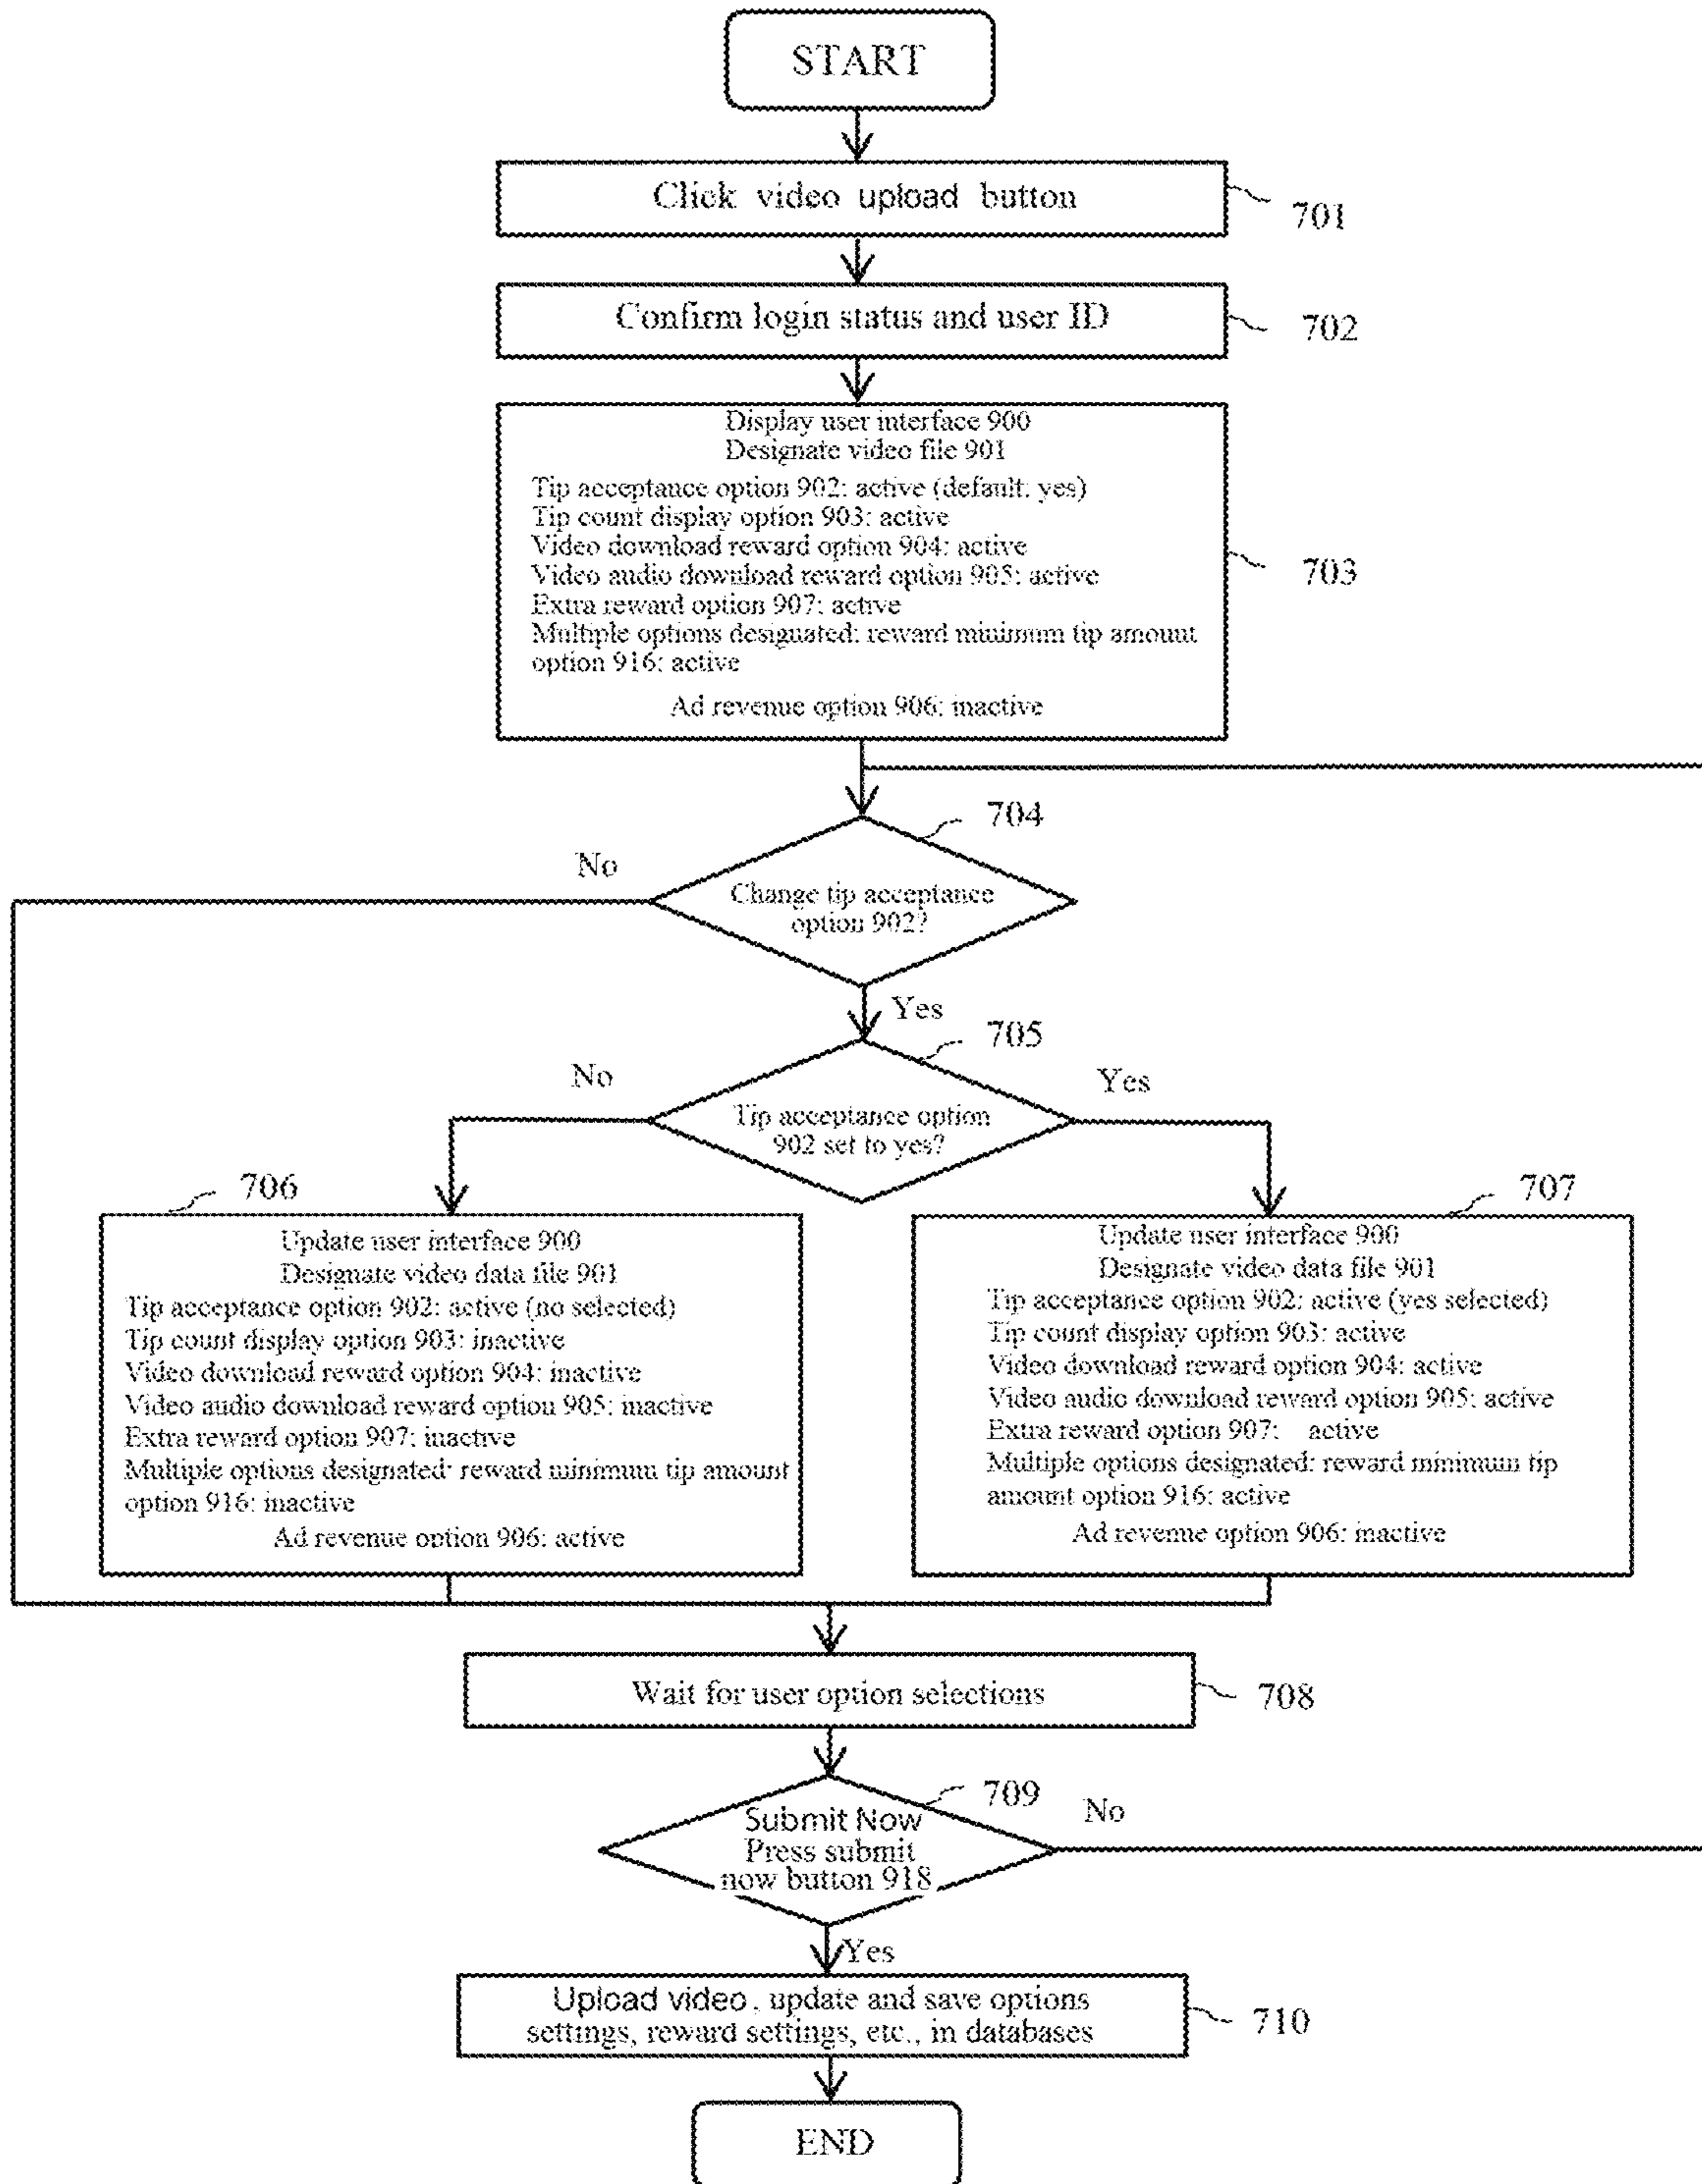 START
Click video upload button
701
Confirm login status and user ID
702
Display user interface 900
Designate video file 901
Tip acceptance option 902: active (default: yes)
Tip count display option 903: active
Video download reward option 904: active
Video audio download reward option 905: active
Extra reward option 907: active
Multiple options designated: reward minimum tip amount
option 916: active
Ad revenue option 906: inactive
703
704
No
Change tip acceptance
option 902?
Yes
705
No
Yes
Tip acceptance option
902 set to yes?
706
Update user interface 900
Designate video data file 901
Tip acceptance option 902: active (no selected)
Tip count display option 903: inactive
Video download reward option 904: inactive
Video audio download reward option 905: inactive
Extra reward option 907: inactive
Multiple options designated: reward minimum tip amount
option 916: inactive
Ad revenue option 906: active
707
Update user interface 900
Designate video data file 901
Tip acceptance option 902: active (yes selected)
Tip count display option 903: active
Video download reward option 904: active
Video audio download reward option 905: active
Extra reward option 907: active
Multiple options designated: reward minimum tip
amount option 916: active
Ad revenue option 906: inactive
Wait for user option selections
708
709
No
Submit Now
Press submit
now button 918
Yes
Upload video, update and save options
settings, reward settings, etc., in databases
710
END